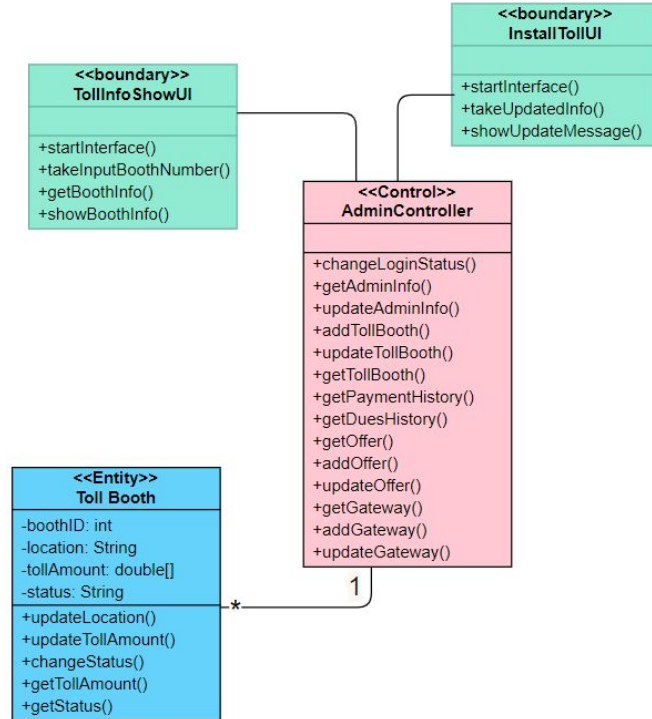 <<boundary>>
InstallTollUI
+startInterface()
+takeUpdatedInfo()
+showUpdateMessage()
<<boundary>>
TollInfoShowUI
+startInterface()
+takeInputBoothNumber()
+getBoothInfo()
+showBoothInfo()
<<Control>>
AdminController
+changeLoginStatus()
+getAdminInfo()
+updateAdminInfo()
+addTollBooth()
+updateTollBooth()
+getTollBooth()
+getPaymentHistory()
+getDuesHistory()
+getOffer()
+addOffer()
+updateOffer()
+getGateway()
+addGateway()
+updateGateway()
1
*
<<Entity>>
Toll Booth
-boothID: int
-location: String
-tollAmount: double[]
-status: String
+updateLocation()
+updateTollAmount()
+changeStatus()
+getTollAmount()
+getStatus()